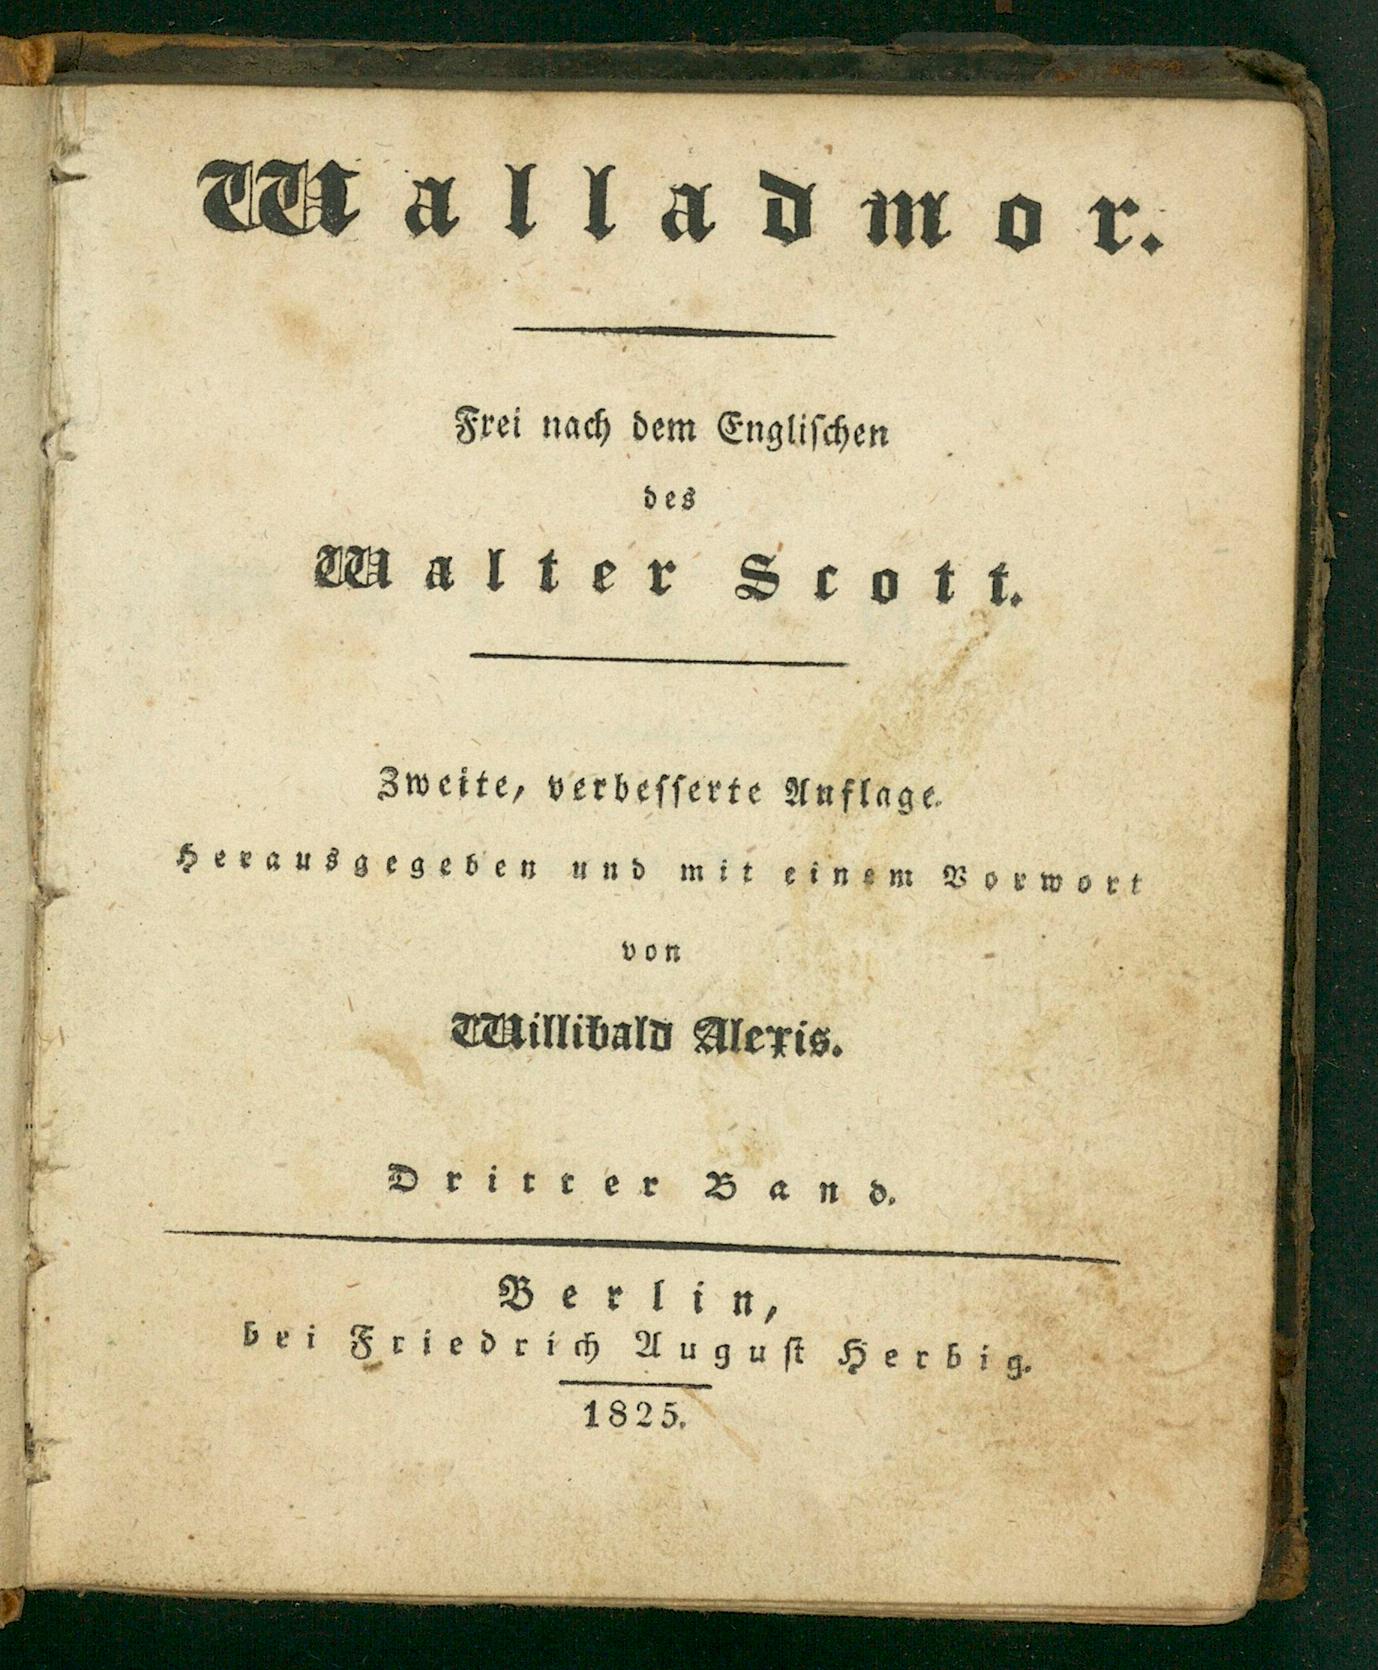 Walladmor.
Frei nach dem Engliſchen
des
Walter Scott.
Zweite, verbeſſerte Auflage.
Herausgegeben und mit einem Vorwort
von
Willibald Alexis.
Dritter Band.
Berlin,
bei Friedrich Auguſt Herbig.
1825.